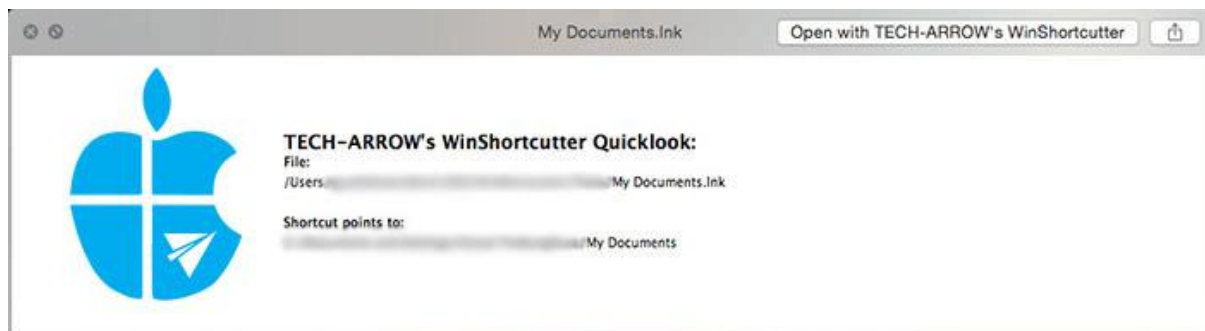 My Documents.lnk
Open with TECH-ARROW's WinShortcutter
TECH-ARROW's WinShortcutter Quicklook:
File:
/Users /My Documents.lnk
Shortcut points to:
/My Documents